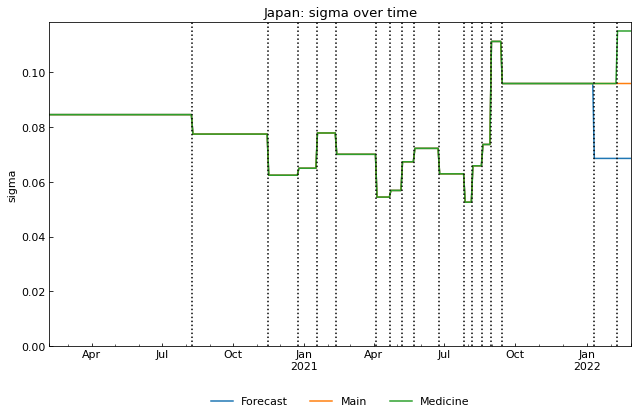 Japan: sigma over time
sigma
0.10
0.08
0.06
0.04
0.02
0.00
Apr Jul Oct Jan Apr Jul Oct Jan
2021 2022
Forecast Main Medicine